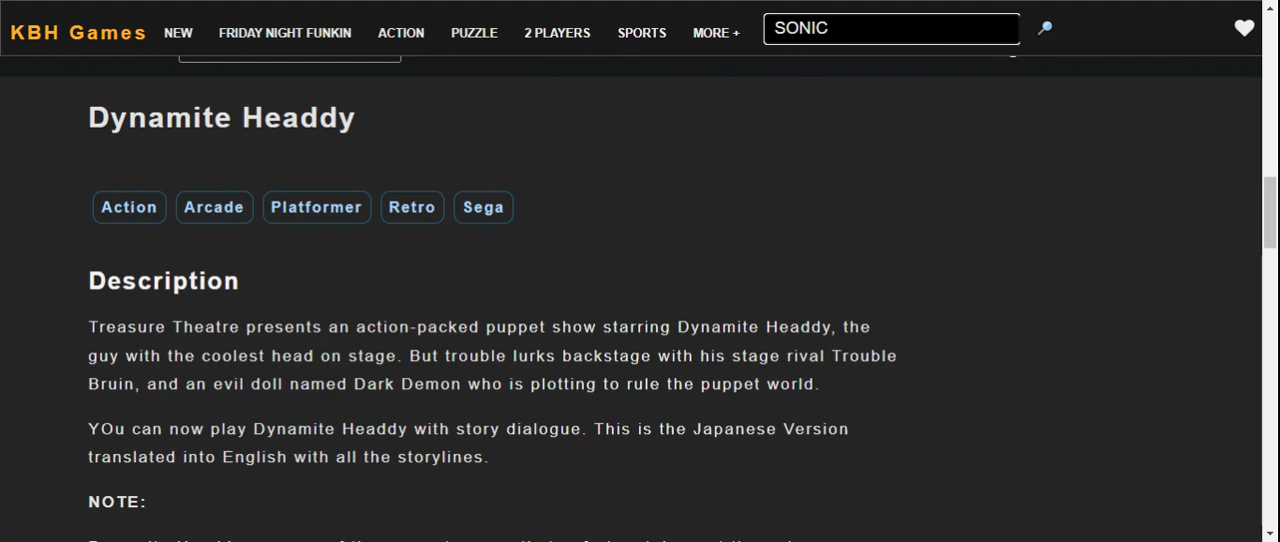 KBH Games NEW FRIDAY NIGHT FUNKIN ACTION PUZZLE 2 PLAYERS SPORTS MORE + SONIC
Dynamite Headdy
Action Arcade Platformer Retro Sega
Description
Treasure Theatre presents an action-packed puppet show starring Dynamite Headdy, the
guy with the coolest head on stage. But trouble lurks backstage with his stage rival Trouble
Bruin, and an evil doll named Dark Demon who is plotting to rule the puppet world.
YOu can now play Dynamite Headdy with story dialogue. This is the Japanese Version
translated into English with all the storylines.
NOTE: